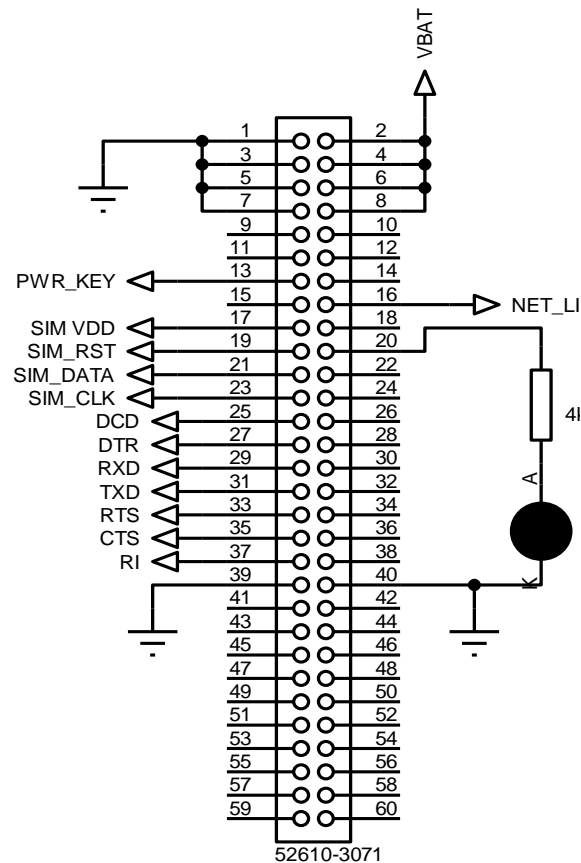 VBAT
1 2
3 4
5 6
7 8
9 10
11 12
PWR_KEY 13 14
15 16 NET_LI
SIM VDD 17 18
SIM_RST 19 20
SIM_DATA 21 22
SIM_CLK 23 24
DCD 25 26
DTR 27 28
RXD 29 30
TXD 31 32
RTS 33 34
CTS 35 36
RI 37 38
39 40
41 42
43 44
45 46
47 48
49 50
51 52
53 54
55 56
57 58
59 60
A
K
52610-3071